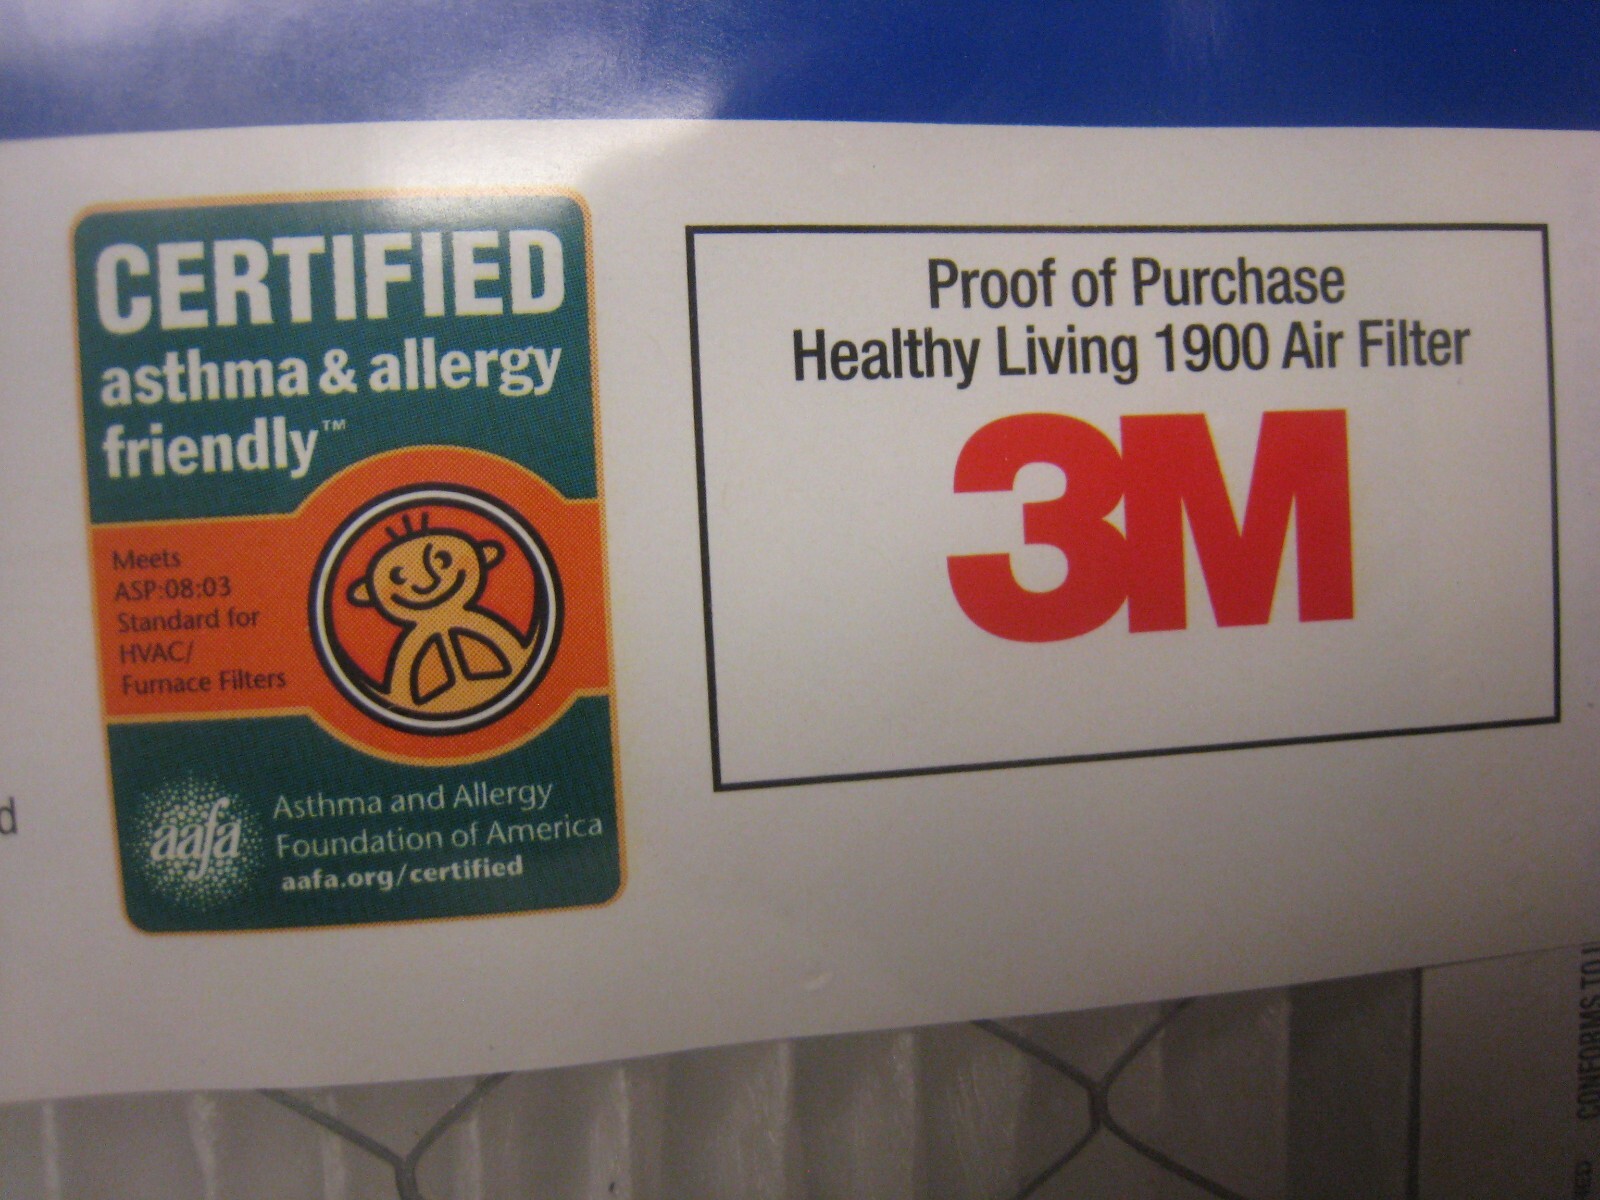 CERTIFIED
asthma & allergy
friendly™
Meets
ASP:08:03
Standard for
HVAC/
Furnace Filters
aafa
Asthma and Allergy
Foundation of America
aafa.org/certified
Proof of Purchase
Healthy Living 1900 Air Filter
3M
CONFORMS TO